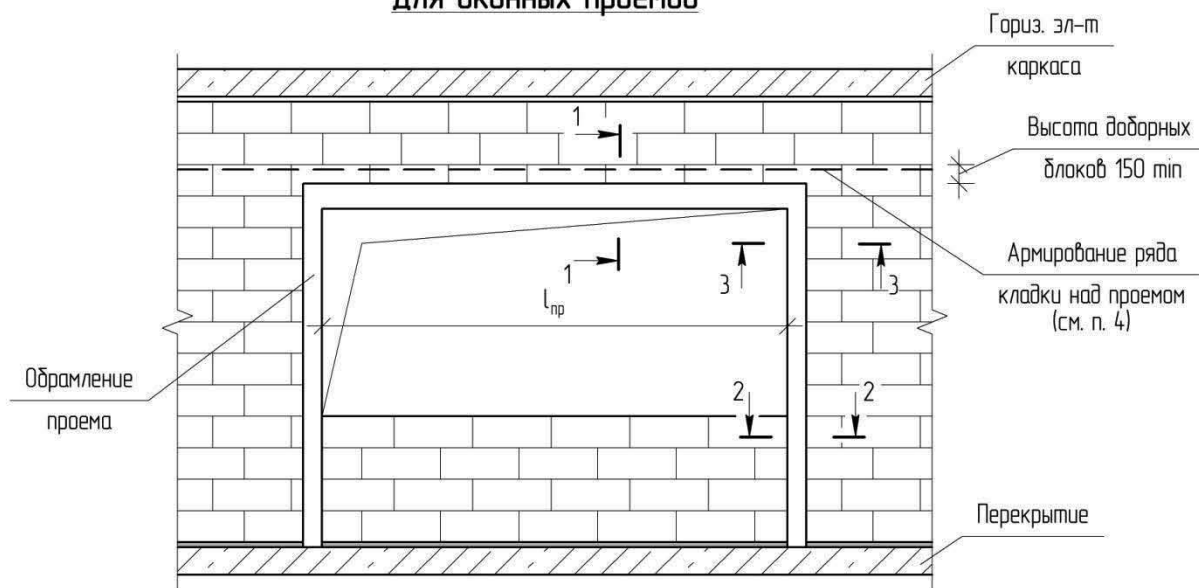 для оконных проемов
Гориз. эл-т
каркаса
1
Высота доборных
блоков 150 min
1
3
3
Армирование ряда
кладки над проемом
(см. п. 4)
lпр
Обрамление
проема
2
2
Перекрытие